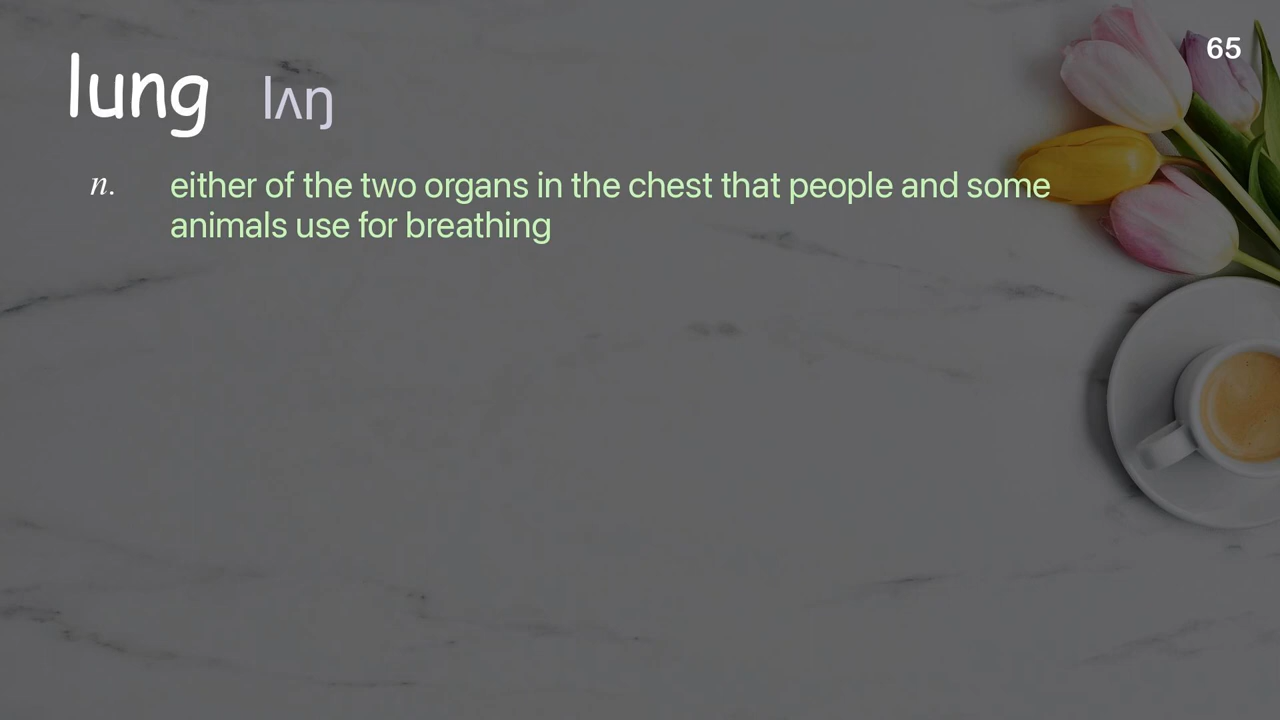 65
lung lʌŋ
n. either of the two organs in the chest that people and some
animals use for breathing